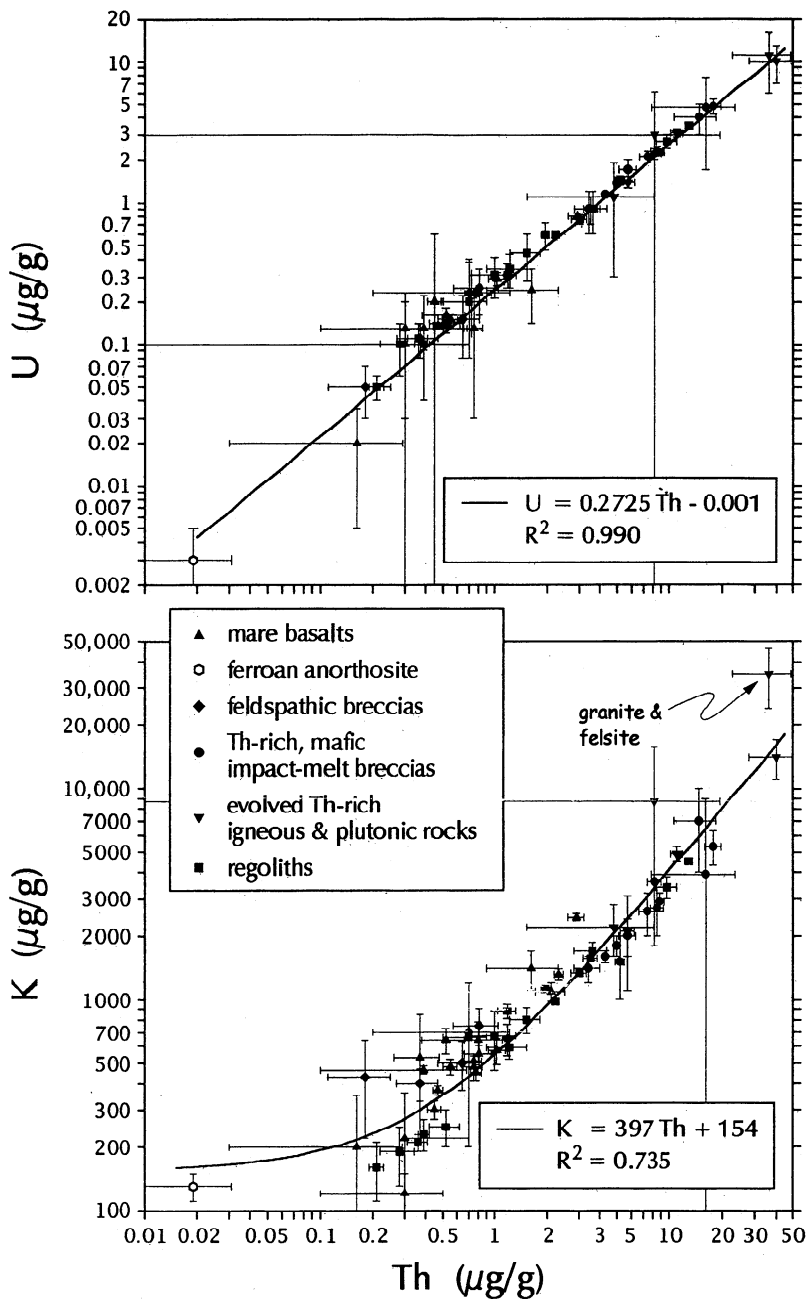 20
10
7
5
3
2
1
0.7
0.5
0.3
0.2
0.1
0.07
0.05
0.03
0.02
0.01
0.007
0.005
0.002
U (µg/g)
U = 0.2725 Th - 0.001
R² = 0.990
mare basalts
ferroan anorthosite
feldspathic breccias
Th-rich, mafic
impact-melt breccias
evolved Th-rich
igneous & plutonic rocks
regoliths
50,000
30,000
20,000
10,000
7000
5000
3000
2000
1000
700
500
300
200
100
K (µg/g)
granite &
felsite
K = 397 Th + 154
R² = 0.735
0.01 0.02 0.05 0.1 0.2 0.5 1 2 3 5 10 20 30 50
Th (µg/g)